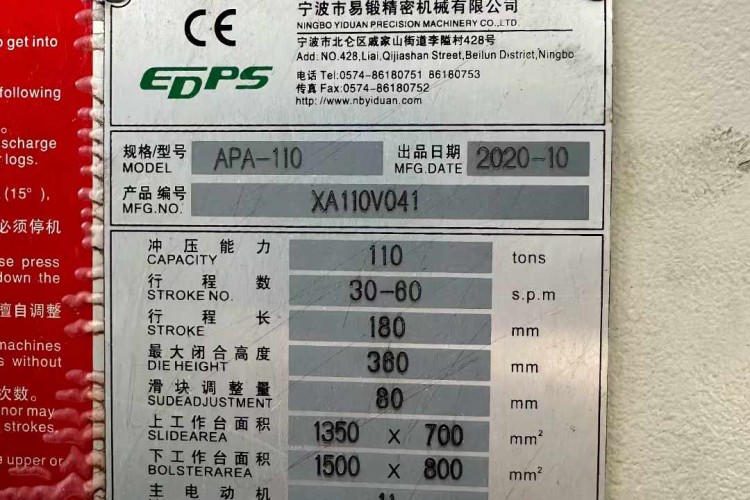 o get into
following
。
scharge
r logs.
(15°),
必须停机
se press
down the
擅自调整
machines
s without
次数。
nor may
strokes.
a upper or
CE
EDPS
宁波市易锻精密机械有限公司
NINGBO YIDUAN PRECISION MACHINERY CO.,LTD.
宁波市北仑区戚家山街道李隘村428号
Add: NO.428,Liai,Qijiashan Street,Beilun District,Ningbo
电话 Tel:0574-86180751 86180753
传真 Fax:0574-86180752
http://www.nbyiduan.com
规格/型号 APA-110 出品日期 2020-10
MODEL MFG.DATE
产品编号 XA110V041
MFG.NO.
冲压能力 110 tons
CAPACITY
行程数 30-60 s.p.m
STROKE NO.
行程长 180 mm
STROKE
最大闭合高度 360 mm
DIE HEIGHT
滑块调整量 80 mm
SUDEADJUSTMENT
上工作台面积 1350 x 700 mm²
SLIDEAREA
下工作台面积 1500 x 800 mm²
BOLSTERAREA
主电动机